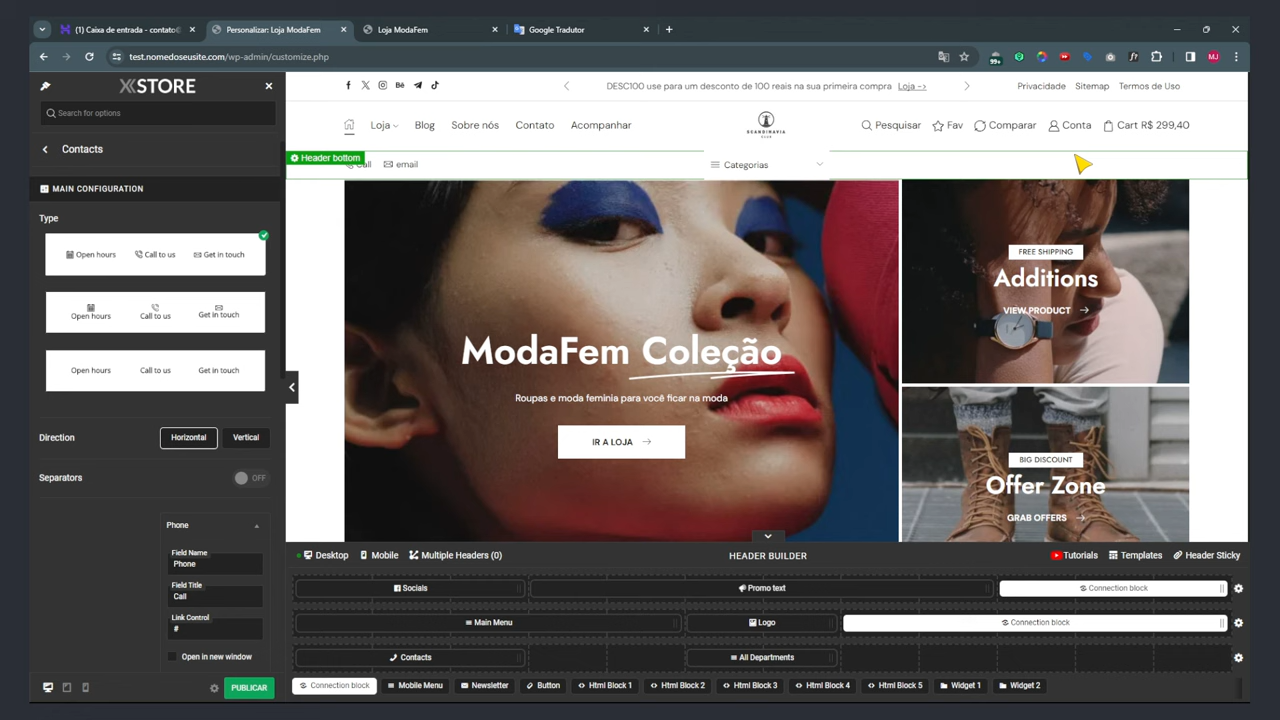 (1) Caixa de entrada - contato@
Personalizar: Loja ModaFem
Loja ModaFem
Google Tradutor
test.nomedoseusite.com/wp-admin/customize.php
99+
f?
MJ
XSTORE
Search for options
Contacts
MAIN CONFIGURATION
Type
Open hours Call to us Get in touch
Open hours Call to us Get in touch
Open hours Call to us Get in touch
Direction Horizontal Vertical
Separators OFF
Phone
Field Name
Phone
Field Title
Call
Link Control
#
Open in new window
PUBLICAR
Bē
DESC100 use para um desconto de 100 reais na sua primeira compra Loja ->
Privacidade Sitemap Termos de Uso
Loja Blog Sobre nós Contato Acompanhar
SCANDINAVIA
CLUB
Pesquisar Fav Comparar Conta Cart R$ 299,40
Header bottom
Call email
Categorias
ModaFem Coleção
Roupas e moda feminia para você ficar na moda
IR A LOJA
FREE SHIPPING
Additions
VIEW PRODUCT
BIG DISCOUNT
Offer Zone
GRAB OFFERS
Desktop Mobile Multiple Headers (0)
HEADER BUILDER
Tutorials Templates Header Sticky
Socials Promo text Connection block
Main Menu Logo Connection block
Contacts All Departments
Connection block Mobile Menu Newsletter Button Html Block 1 Html Block 2 Html Block 3 Html Block 4 Html Block 5 Widget 1 Widget 2